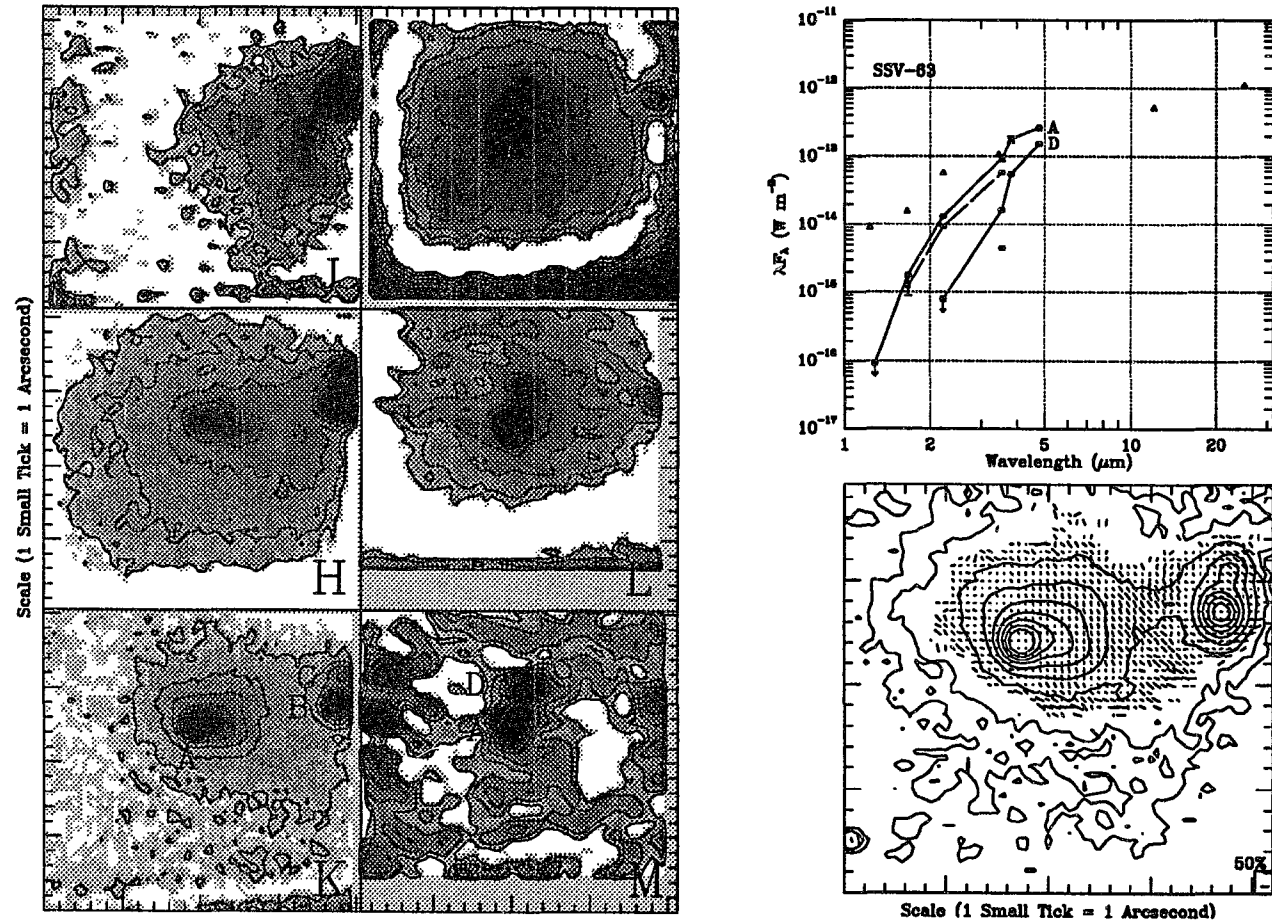 Scale (1 Small Tick = 1 Arcsecond)
J
H
L
K
A
B
D
M
SSV-63
A
D
λF_λ (W m⁻²)
10⁻¹¹
10⁻¹²
10⁻¹³
10⁻¹⁴
10⁻¹⁵
10⁻¹⁶
10⁻¹⁷
1 2 5 10 20
Wavelength (μm)
50%
Scale (1 Small Tick = 1 Arcsecond)